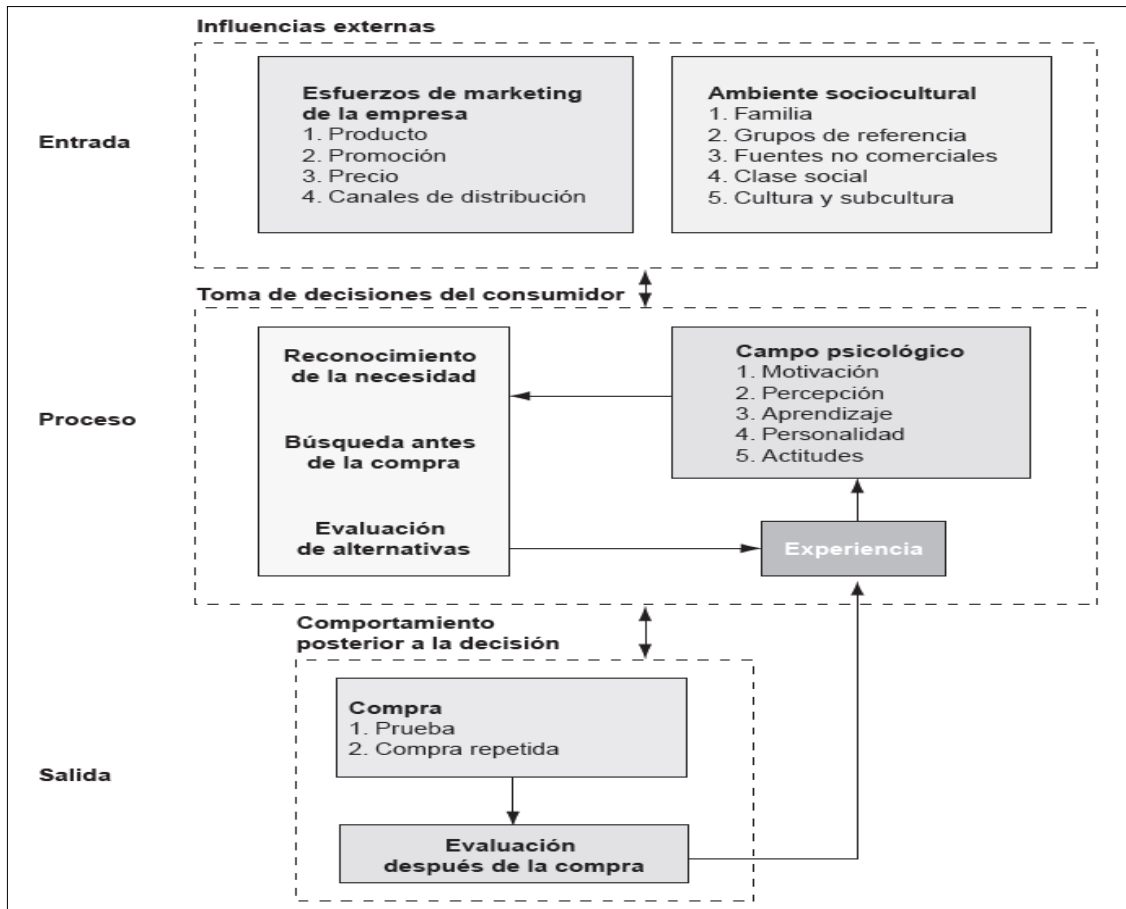 Influencias externas
Entrada
Esfuerzos de marketing
de la empresa
1. Producto
2. Promoción
3. Precio
4. Canales de distribución
Ambiente sociocultural
1. Familia
2. Grupos de referencia
3. Fuentes no comerciales
4. Clase social
5. Cultura y subcultura
Toma de decisiones del consumidor
Proceso
Reconocimiento
de la necesidad
Búsqueda antes
de la compra
Evaluación
de alternativas
Campo psicológico
1. Motivación
2. Percepción
3. Aprendizaje
4. Personalidad
5. Actitudes
Experiencia
Comportamiento
posterior a la decisión
Salida
Compra
1. Prueba
2. Compra repetida
Evaluación
después de la compra